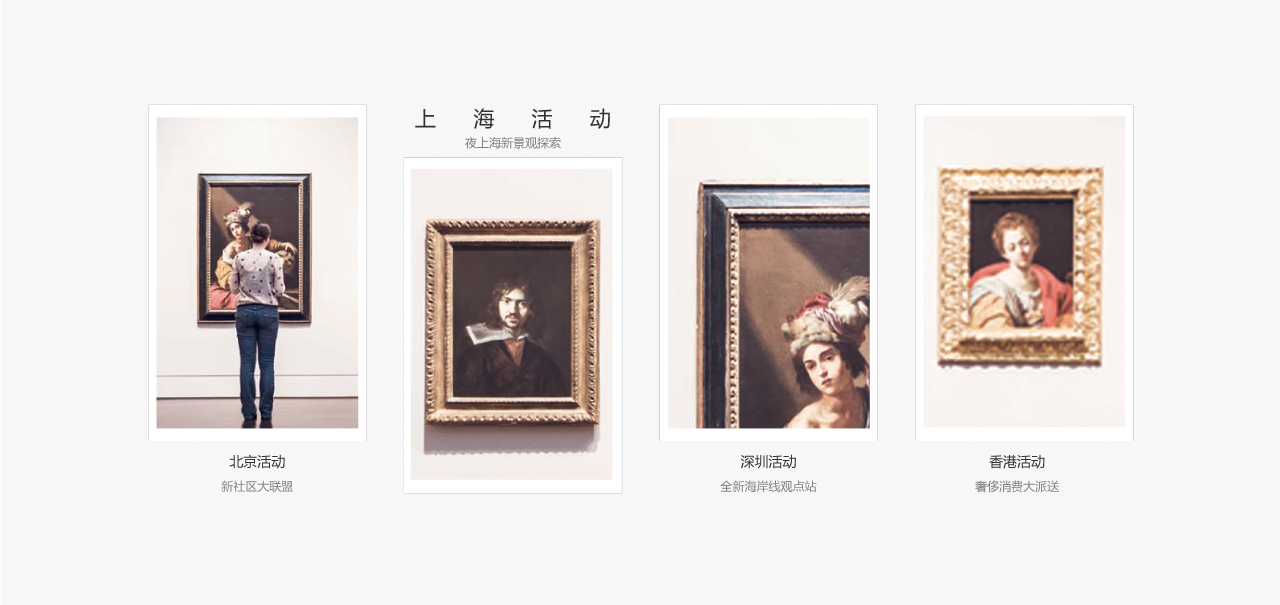 上 海 活 动
夜上海新景观探索
北京活动
新社区大联盟
深圳活动
全新海岸线观点站
香港活动
奢侈消费大派送